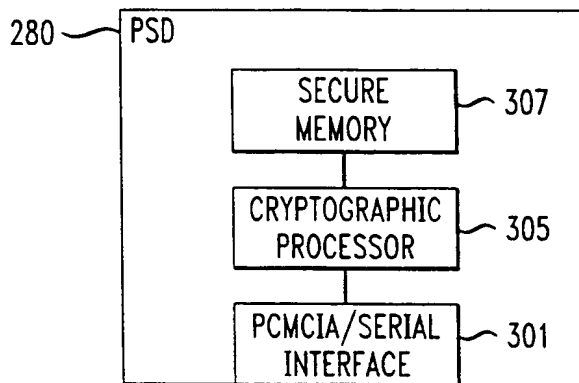 280 PSD
SECURE
MEMORY
307
CRYPTOGRAPHIC
PROCESSOR
305
PCMCIA/SERIAL
INTERFACE
301